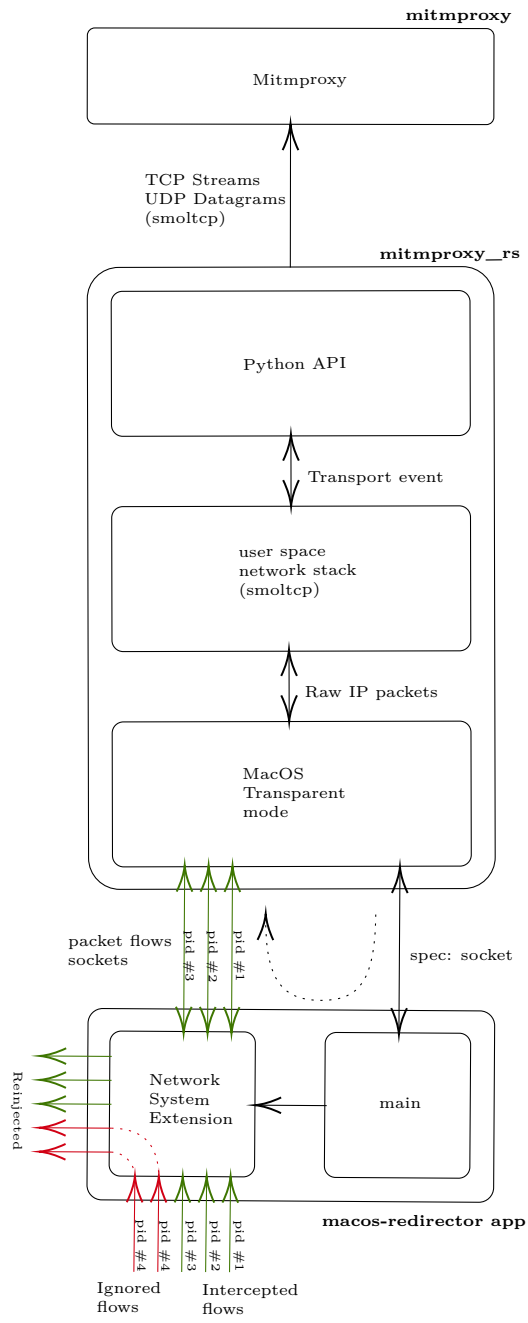 mitmproxy
Mitmproxy
TCP Streams
UDP Datagrams
(smoltcp)
mitmproxy_rs
Python API
Transport event
user space
network stack
(smoltcp)
Raw IP packets
MacOS
Transparent
mode
packet flows
sockets
pid #3
pid #2
pid #1
spec: socket
Reinjected
Network
System
Extension
main
macos-redirector app
pid #4
pid #4
pid #3
pid #2
pid #1
Ignored
flows
Intercepted
flows